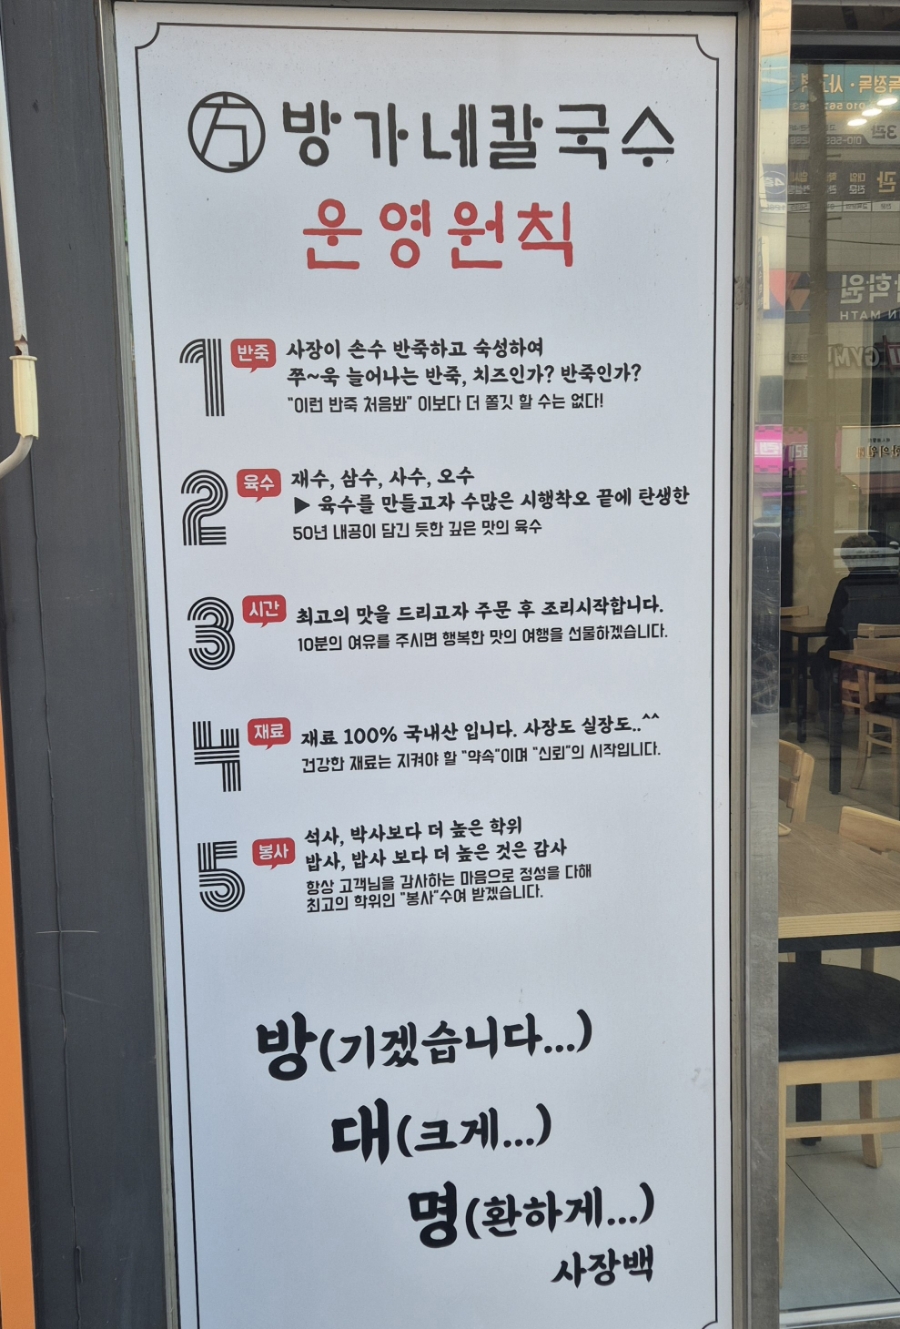 방가네칼국수
운영원칙
1 반죽 사장이 손수 반죽하고 숙성하여
쭈~욱 늘어나는 반죽, 치즈인가? 반죽인가?
"이런 반죽 처음봐" 이보다 더 쫄깃 할 수는 없다!
2 육수 재수, 삼수, 사수, 오수
▶ 육수를 만들고자 수많은 시행착오 끝에 탄생한
50년 내공이 담긴 듯한 깊은 맛의 육수
3 시간 최고의 맛을 드리고자 주문 후 조리시작합니다.
10분의 여유를 주시면 행복한 맛의 여행을 선물하겠습니다.
4 재료 재료 100% 국내산 입니다. 사장도 실장도..^^
건강한 재료는 지켜야 할 "약속"이며 "신뢰"의 시작입니다.
5 봉사 석사, 박사보다 더 높은 학위
밥사, 밥사 보다 더 높은 것은 감사
항상 고객님을 감사하는 마음으로 정성을 다해
최고의 학위인 "봉사"수여 받겠습니다.
방(기겠습니다...)
대(크게...)
명(환하게...)
사장백